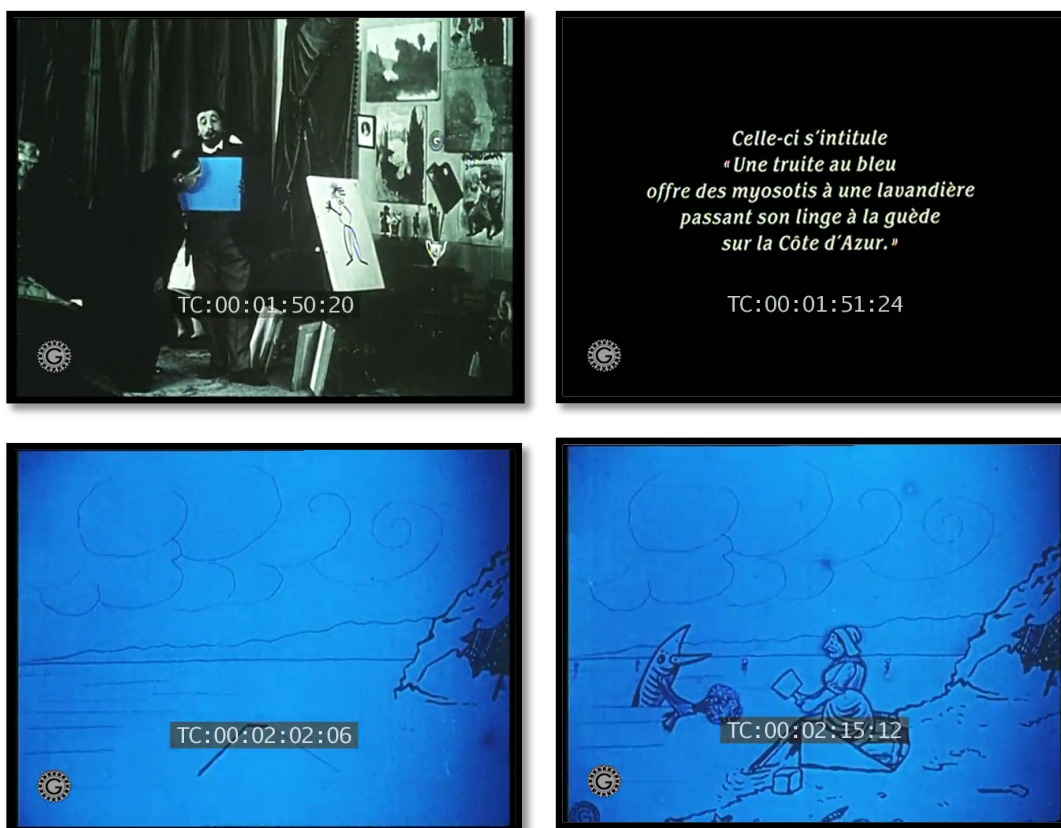 TC:00:01:50:20
Celle-ci s'intitule
« Une truite au bleu
offre des myosotis à une lavandière
passant son linge à la guède
sur la Côte d'Azur. »
TC:00:01:51:24
G
G
TC:00:02:02:06
TC:00:02:15:12
G
G